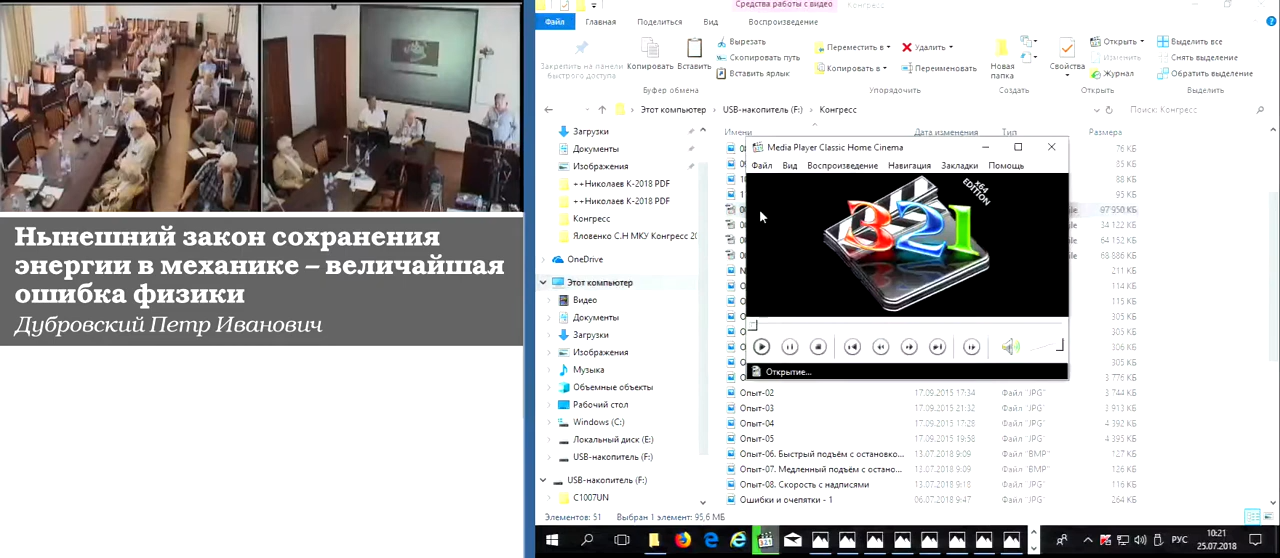 Нынешний закон сохранения
энергии в механике – величайшая
ошибка физики
Дубровский Петр Иванович
Средства работы с видео
Конгресс
Файл
Главная
Поделиться
Вид
Воспроизведение
Закрепить на панели
быстрого доступа
Копировать
Вставить
Вырезать
Скопировать путь
Вставить ярлык
Буфер обмена
Переместить в
Копировать в
Удалить
Переименовать
Упорядочить
Новая
папка
Создать
Свойства
Открыть
Изменить
Журнал
Открыть
Выделить все
Снять выделение
Обратить выделение
Выделить
Этот компьютер
USB-накопитель (F:)
Конгресс
Поиск: Конгресс
Загрузки
Документы
Изображения
++Николаев К-2018 PDF
++Николаев К-2018 PDF
Конгресс
Яловенко С.Н МКУ Конгресс 20
OneDrive
Этот компьютер
Видео
Документы
Загрузки
Изображения
Музыка
Объемные объекты
Рабочий стол
Windows (C:)
Локальный диск (E:)
USB-накопитель (F:)
USB-накопитель (F:)
C1007UN
Имени
Дата изменения
Тип
Размера
76 КБ
85 КБ
88 КБ
95 КБ
97 950 КБ
34 122 КБ
64 152 КБ
68 886 КБ
211 КБ
114 КБ
115 КБ
305 КБ
305 КБ
306 КБ
305 КБ
3 776 КБ
Media Player Classic Home Cinema
Файл
Вид
Воспроизведение
Навигация
Закладки
Помощь
x64
EDITION
321
Открытие...
Опыт-02 17.09.2015 17:34 Файл "JPG" 3 744 КБ
Опыт-03 17.09.2015 21:32 Файл "JPG" 3 913 КБ
Опыт-04 17.09.2015 17:28 Файл "JPG" 4 392 КБ
Опыт-05 17.09.2015 19:58 Файл "JPG" 4 395 КБ
Опыт-06. Быстрый подъём с остановко... 13.07.2018 9:09 Файл "BMP" 127 КБ
Опыт-07. Медленный подъём с остано... 13.07.2018 9:09 Файл "BMP" 126 КБ
Опыт-08. Скорость с надписями 13.07.2018 9:18 Файл "JPG" 116 КБ
Ошибки и очепятки - 1 06.07.2018 9:47 Файл "JPG" 264 КБ
Элементов: 51
Выбран 1 элемент: 95,6 МБ
321
РУС
10:21
25.07.2018